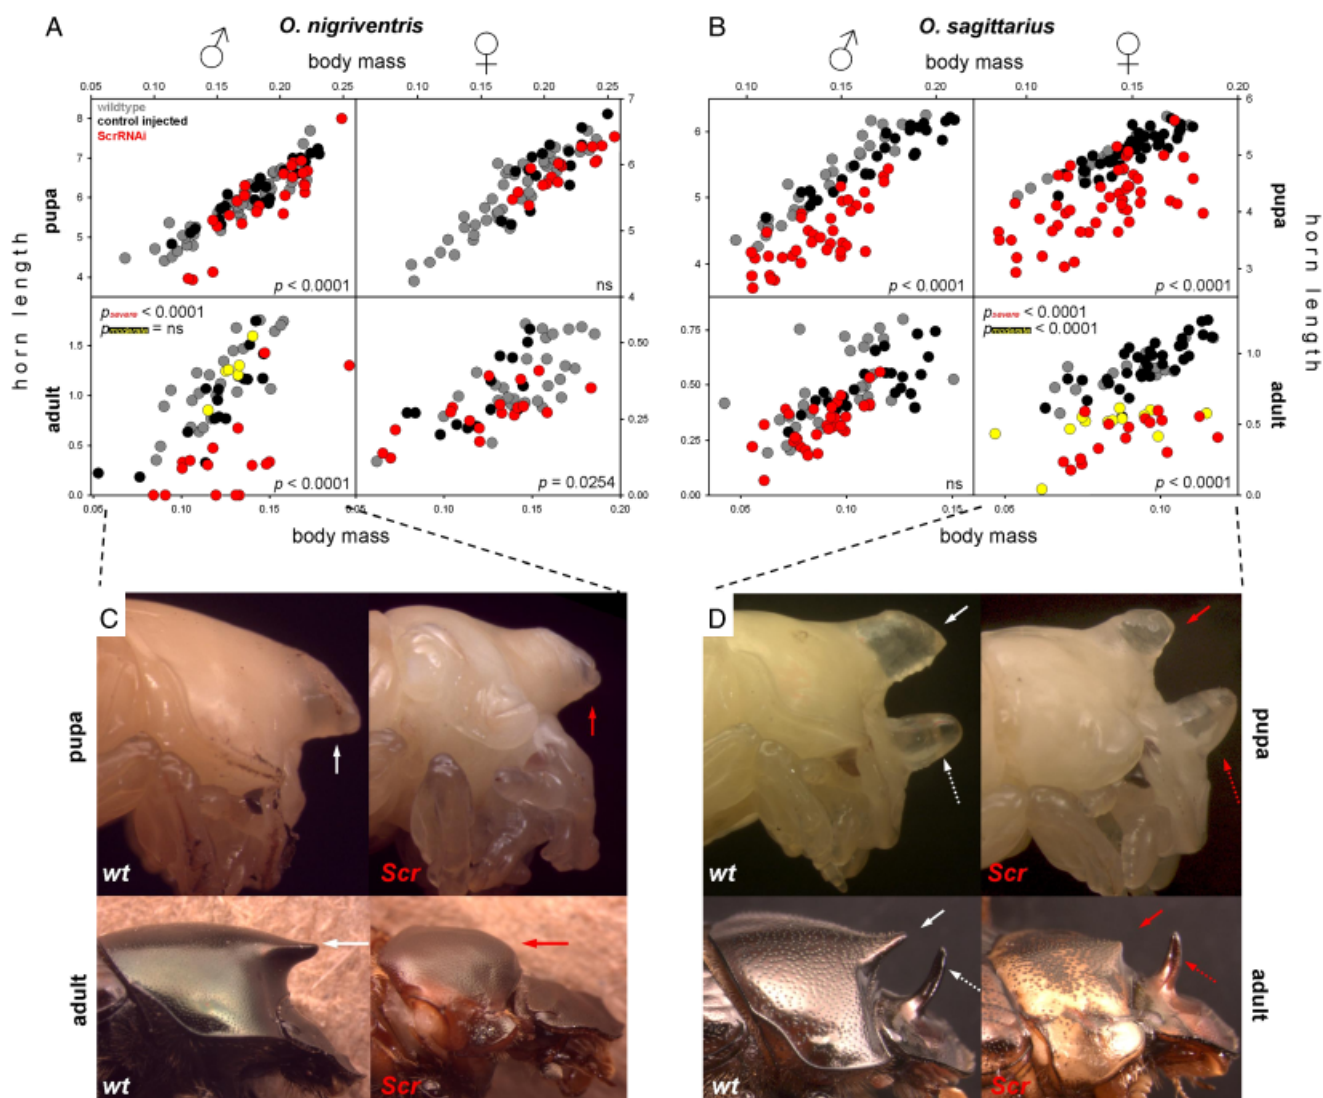 A
O. nigriventris
♂
body mass
♀
0.05 0.10 0.15 0.20 0.25
0.10 0.15 0.20 0.25
wildtype
control injected
ScrRNAi
8
7
6
5
4
7
6
5
4
pupa
p < 0.0001
ns
horn length
psevere < 0.0001
pmoderate = ns
1.5
1.0
0.5
0.0
0.50
0.25
0.00
adult
p < 0.0001
p = 0.0254
0.05 0.10 0.15 0.05 0.10 0.15 0.20
body mass
B
O. sagittarius
♂
body mass
♀
0.10 0.15 0.20
0.10 0.15 0.20
6
5
4
6
5
4
3
pupa
p < 0.0001
p < 0.0001
horn length
psevere < 0.0001
pmoderate < 0.0001
0.75
0.50
0.25
0.00
1.0
0.5
0.0
adult
ns
p < 0.0001
0.05 0.10 0.15 0.05 0.10
body mass
C
pupa
wt
Scr
adult
wt
Scr
D
pupa
wt
Scr
adult
wt
Scr